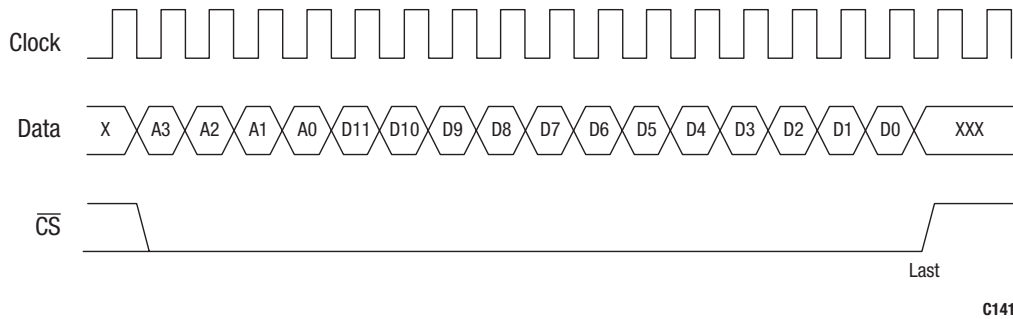 Clock
Data X A3 A2 A1 A0 D11 D10 D9 D8 D7 D6 D5 D4 D3 D2 D1 D0 XXX
CS
Last
C141